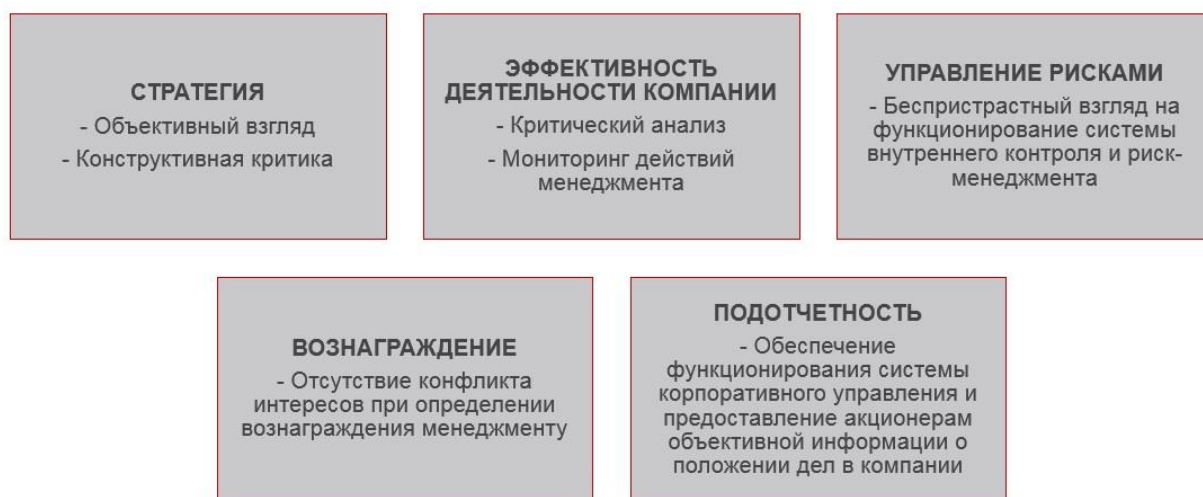 СТРАТЕГИЯ
- Объективный взгляд
- Конструктивная критика
ЭФФЕКТИВНОСТЬ
ДЕЯТЕЛЬНОСТИ КОМПАНИИ
- Критический анализ
- Мониторинг действий
менеджмента
УПРАВЛЕНИЕ РИСКАМИ
- Беспристрастный взгляд на
функционирование системы
внутреннего контроля и риск-
менеджмента
ВОЗНАГРАЖДЕНИЕ
- Отсутствие конфликта
интересов при определении
вознаграждения менеджменту
ПОДОТЧЕТНОСТЬ
- Обеспечение
функционирования системы
корпоративного управления и
предоставление акционерам
объективной информации о
положении дел в компании